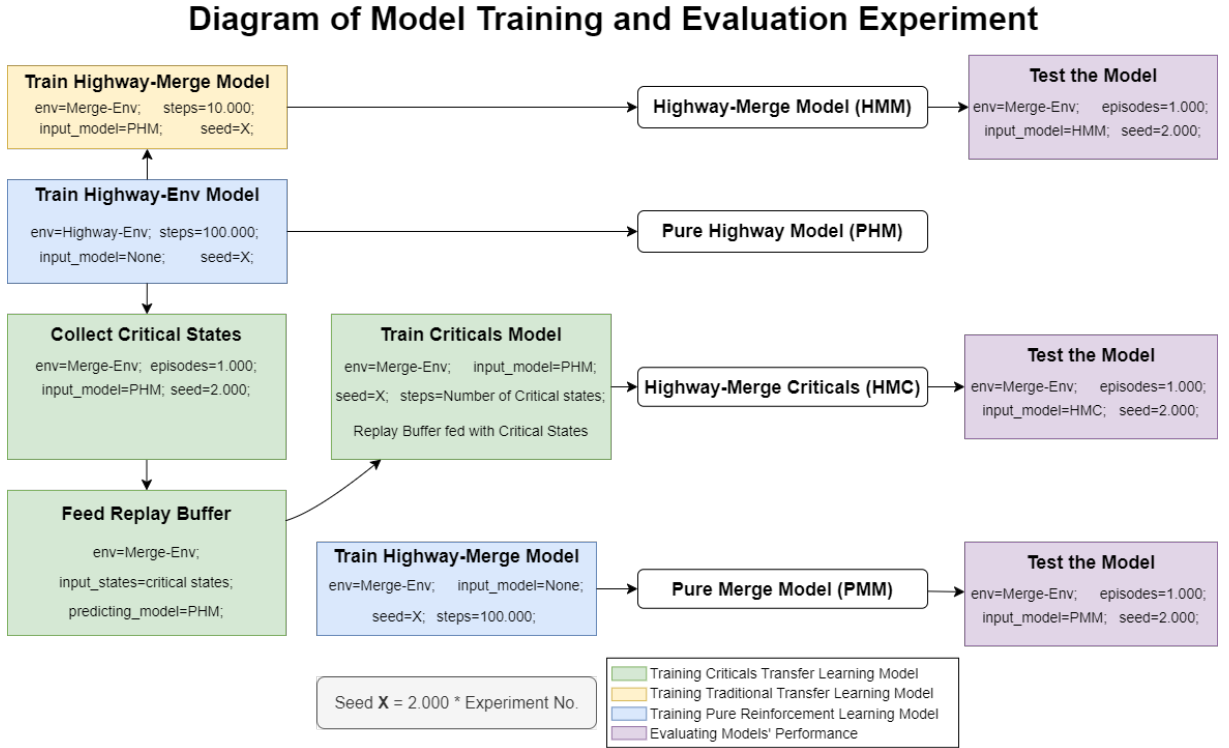 Diagram of Model Training and Evaluation Experiment
Train Highway-Merge Model
env=Merge-Env; steps=10.000;
input_model=PHM; seed=X;
Highway-Merge Model (HMM)
Test the Model
env=Merge-Env; episodes=1.000;
input_model=HMM; seed=2.000;
Train Highway-Env Model
env=Highway-Env; steps=100.000;
input_model=None; seed=X;
Pure Highway Model (PHM)
Collect Critical States
env=Merge-Env; episodes=1.000;
input_model=PHM; seed=2.000;
Train Criticals Model
env=Merge-Env; input_model=PHM;
seed=X; steps=Number of Critical states;
Replay Buffer fed with Critical States
Highway-Merge Criticals (HMC)
Test the Model
env=Merge-Env; episodes=1.000;
input_model=HMC; seed=2.000;
Feed Replay Buffer
env=Merge-Env;
input_states=critical states;
predicting_model=PHM;
Train Highway-Merge Model
env=Merge-Env; input_model=None;
seed=X; steps=100.000;
Pure Merge Model (PMM)
Test the Model
env=Merge-Env; episodes=1.000;
input_model=PMM; seed=2.000;
Seed X = 2.000 * Experiment No.
Training Criticals Transfer Learning Model
Training Traditional Transfer Learning Model
Training Pure Reinforcement Learning Model
Evaluating Models' Performance